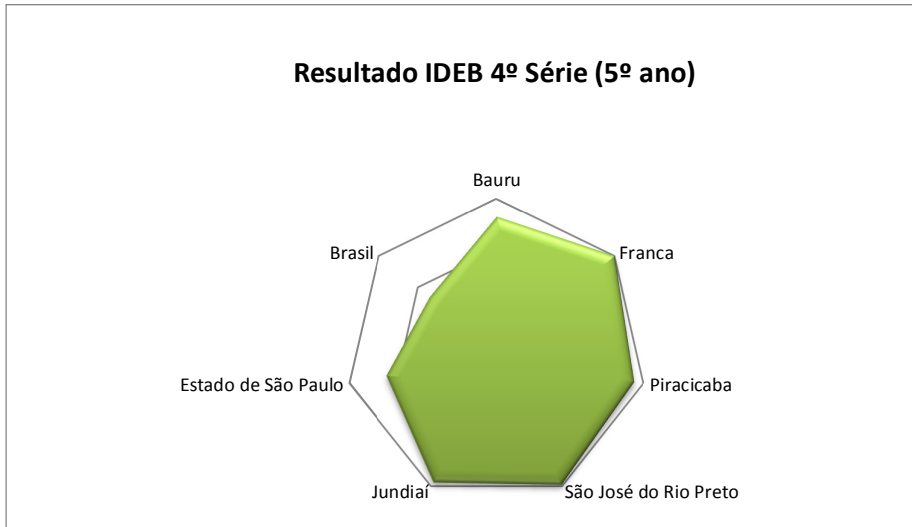 Resultado IDEB 4º Série (5º ano)
Bauru
Brasil
Franca
Estado de São Paulo
Piracicaba
Jundiaí
São José do Rio Preto